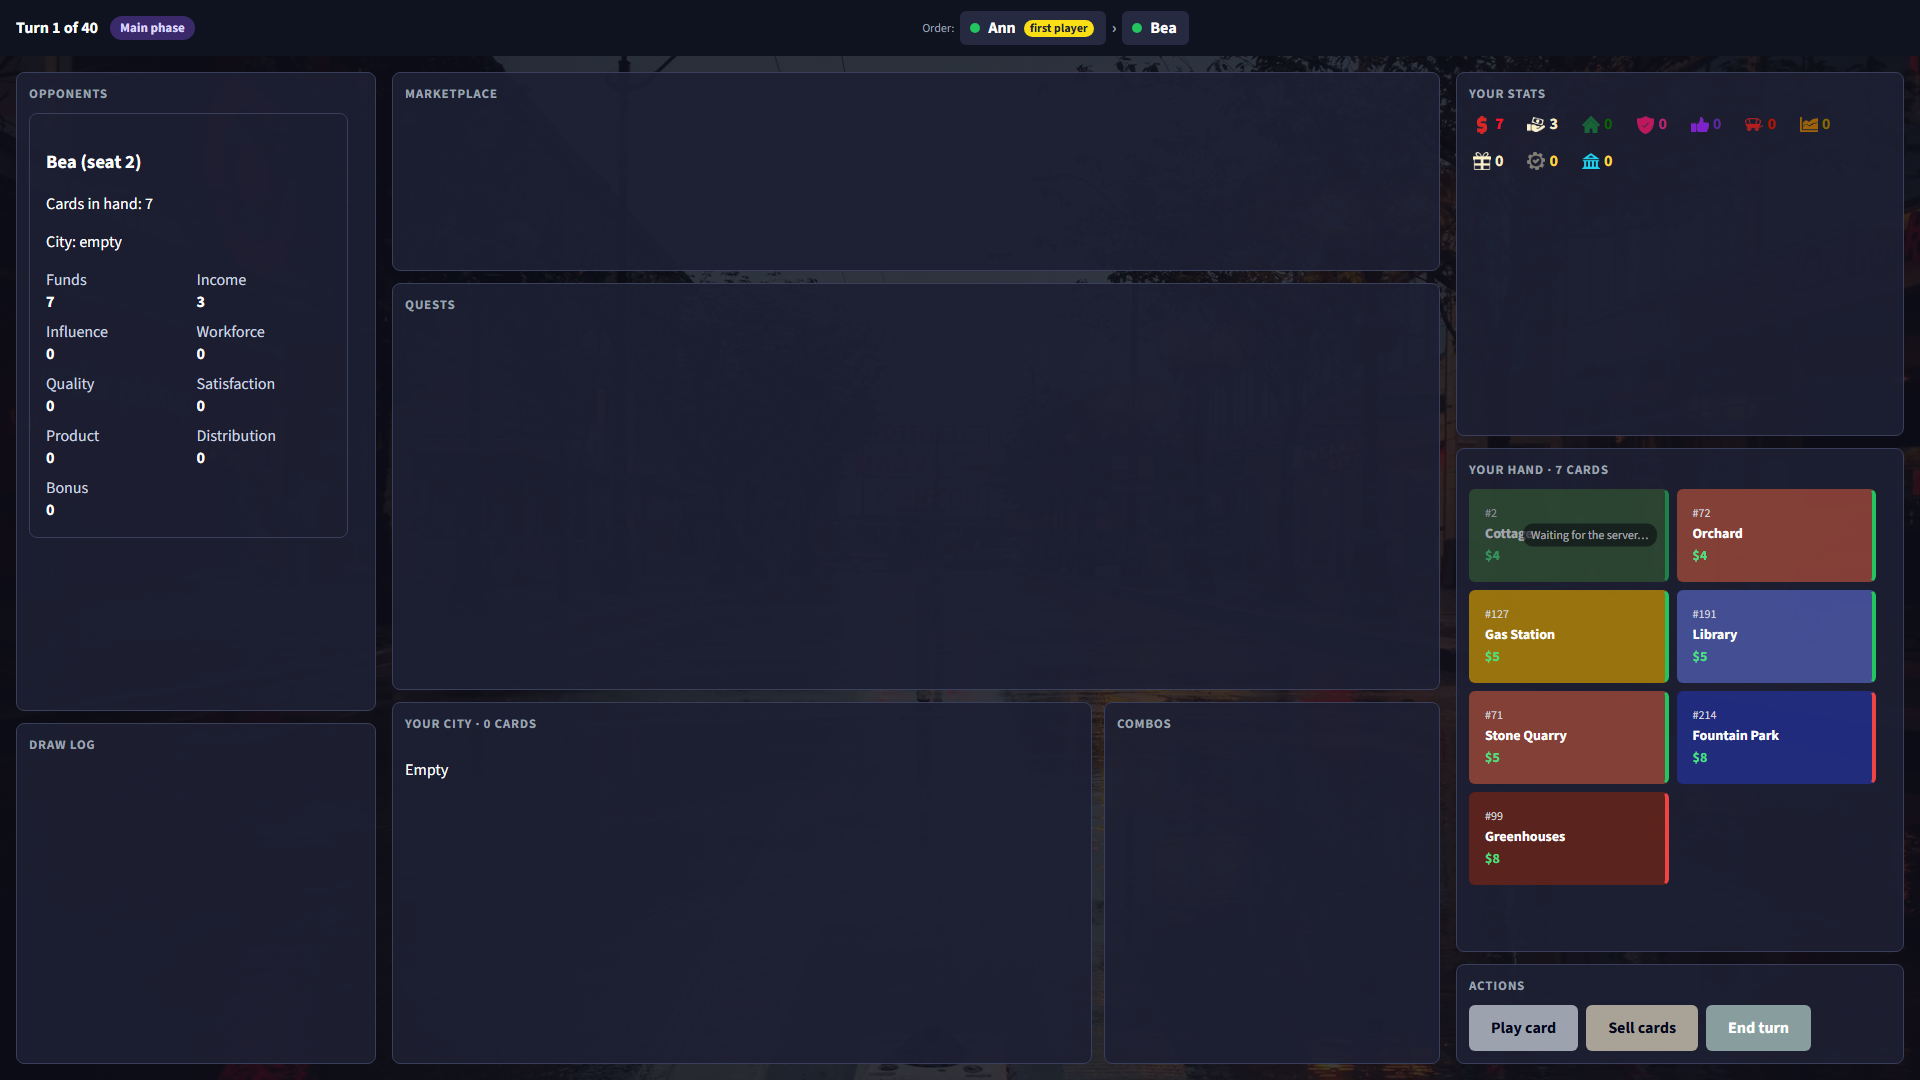 Turn 1 of 40
Main phase
Order:
Ann
first player
›
Bea
OPPONENTS
Bea (seat 2)
Cards in hand: 7
City: empty
Funds
7
Income
3
Influence
0
Workforce
0
Quality
0
Satisfaction
0
Product
0
Distribution
0
Bonus
0
DRAW LOG
MARKETPLACE
QUESTS
YOUR CITY · 0 CARDS
Empty
COMBOS
YOUR STATS
7
3
0
0
0
0
0
0
0
0
YOUR HAND · 7 CARDS
#2
Waiting for the server...
$4
#72
Orchard
$4
#127
Gas Station
$5
#191
Library
$5
#71
Stone Quarry
$5
#214
Fountain Park
$8
#99
Greenhouses
$8
ACTIONS
Play card
Sell cards
End turn